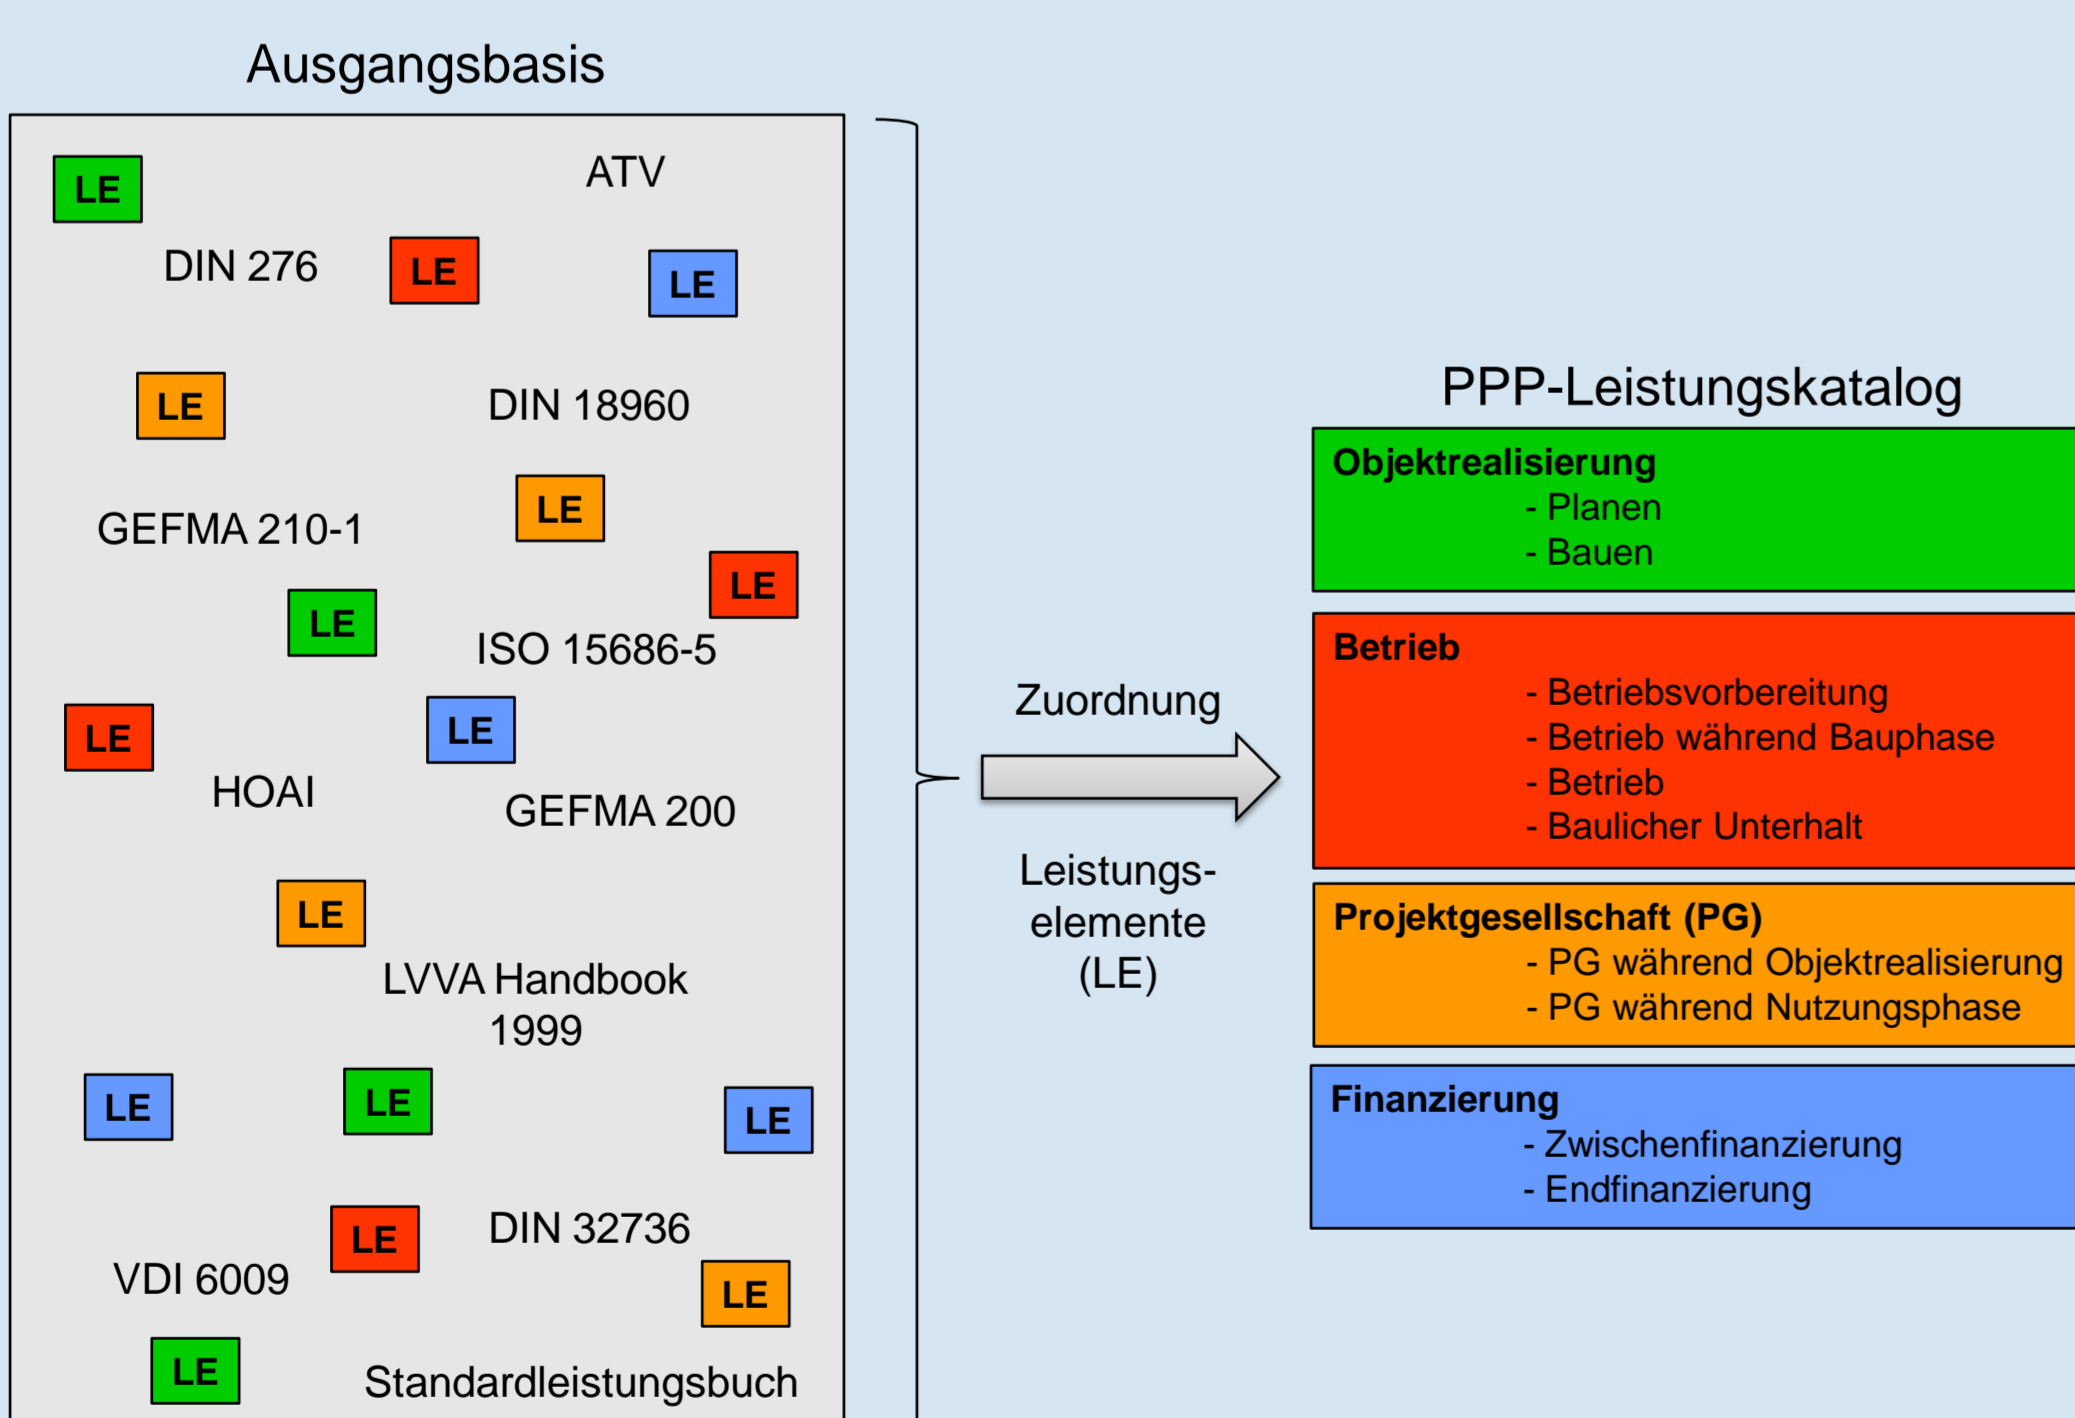 Ausgangsbasis
LE
ATV
DIN 276
LE
LE
LE
DIN 18960
GEFMA 210-1
LE
LE
LE
ISO 15686-5
LE
LE
HOAI
GEFMA 200
LE
LVVA Handbook
1999
LE
LE
LE
LE
DIN 32736
VDI 6009
LE
LE
Standardleistungsbuch
Zuordnung
Leistungs-
elemente
(LE)
PPP-Leistungskatalog
Objektrealisierung
- Planen
- Bauen
Betrieb
- Betriebsvorbereitung
- Betrieb während Bauphase
- Betrieb
- Baulicher Unterhalt
Projektgesellschaft (PG)
- PG während Objektrealisierung
- PG während Nutzungsphase
Finanzierung
- Zwischenfinanzierung
- Endfinanzierung